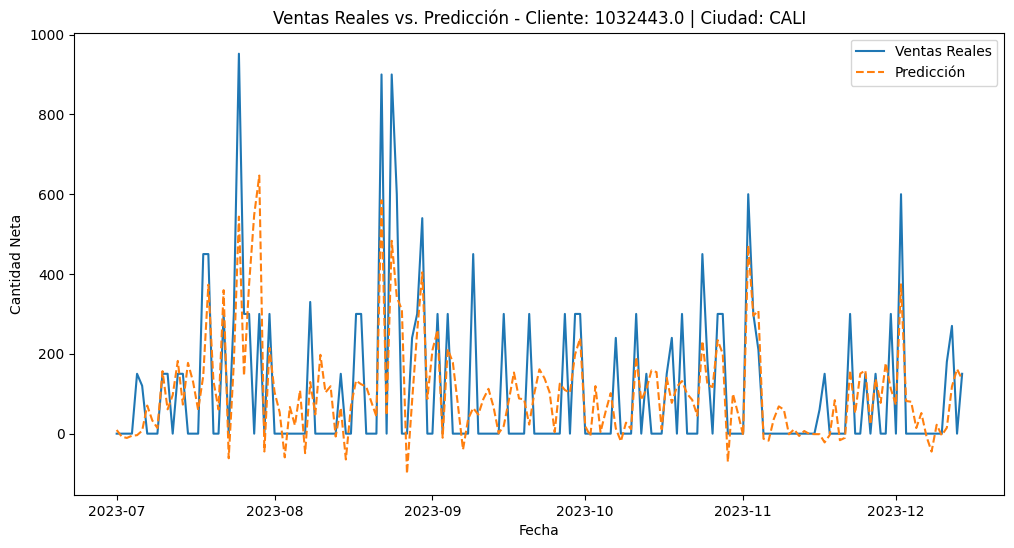 Ventas Reales vs. Predicción - Cliente: 1032443.0 | Ciudad: CALI
Ventas Reales
Predicción
Cantidad Neta
1000
800
600
400
200
0
2023-07
2023-08
2023-09
2023-10
2023-11
2023-12
Fecha